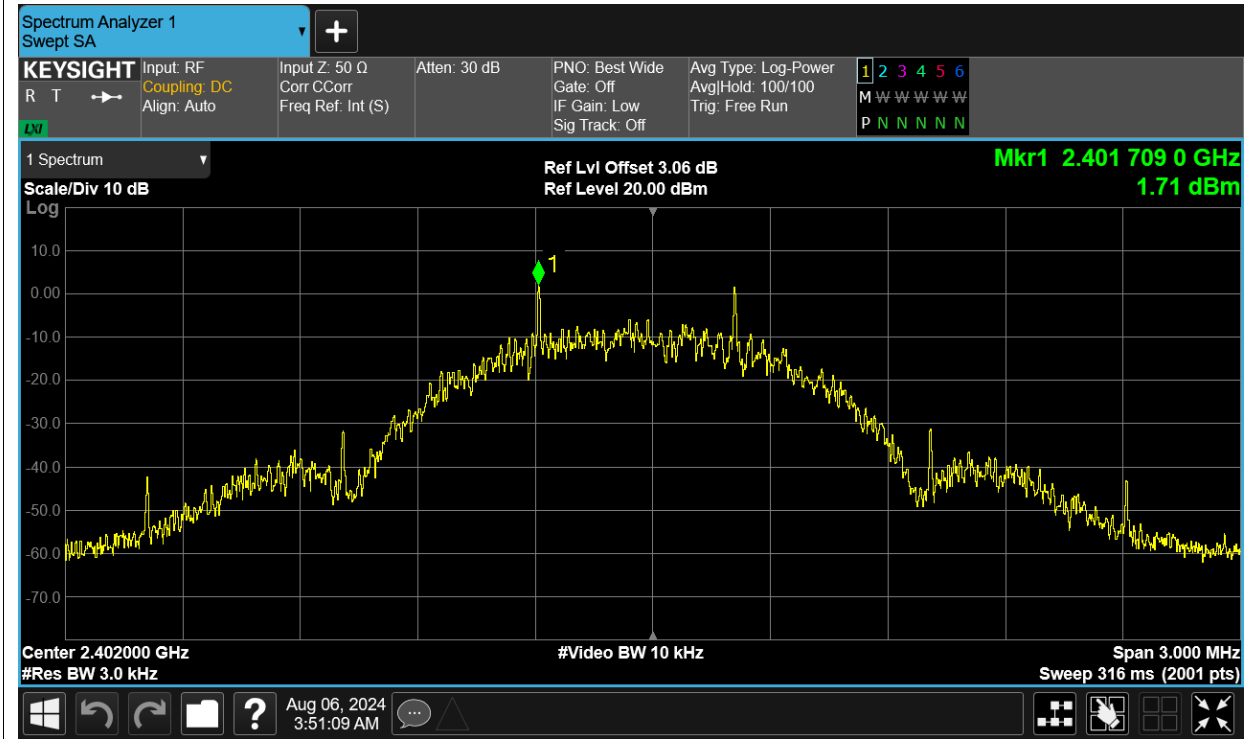 Spectrum Analyzer 1
Swept SA
+
KEYSIGHT
R T
LXI
Input: RF
Coupling: DC
Align: Auto
Input Z: 50 Ω
Corr CCorr
Freq Ref: Int (S)
Atten: 30 dB
PNO: Best Wide
Gate: Off
IF Gain: Low
Sig Track: Off
Avg Type: Log-Power
Avg|Hold: 100/100
Trig: Free Run
1 2 3 4 5 6
M W W W W W
P N N N N N N
1 Spectrum
Scale/Div 10 dB
Log
Ref Lvl Offset 3.06 dB
Ref Level 20.00 dBm
Mkr1 2.401 709 0 GHz
1.71 dBm
1
10.0
0.00
-10.0
-20.0
-30.0
-40.0
-50.0
-60.0
-70.0
Center 2.402000 GHz
#Res BW 3.0 kHz
#Video BW 10 kHz
Span 3.000 MHz
Sweep 316 ms (2001 pts)
?
Aug 06, 2024
3:51:09 AM